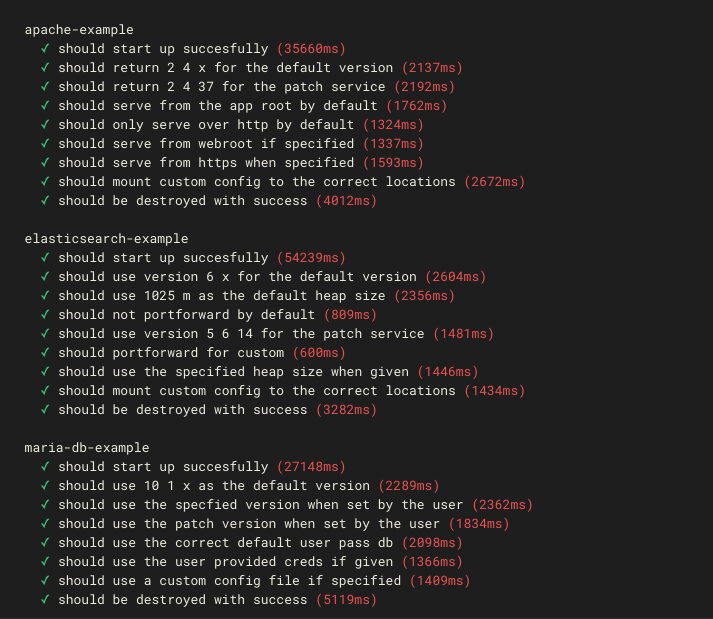 apache-example
✓ should start up succesfully (35660ms)
✓ should return 2 4 x for the default version (2137ms)
✓ should return 2 4 37 for the patch service (2192ms)
✓ should serve from the app root by default (1762ms)
✓ should only serve over http by default (1324ms)
✓ should serve from webroot if specified (1337ms)
✓ should serve from https when specified (1593ms)
✓ should mount custom config to the correct locations (2672ms)
✓ should be destroyed with success (4012ms)
elasticsearch-example
✓ should start up succesfully (54239ms)
✓ should use version 6 x for the default version (2604ms)
✓ should use 1025 m as the default heap size (2356ms)
✓ should not portforward by default (809ms)
✓ should use version 5 6 14 for the patch service (1481ms)
✓ should portforward for custom (600ms)
✓ should use the specified heap size when given (1446ms)
✓ should mount custom config to the correct locations (1434ms)
✓ should be destroyed with success (3282ms)
maria-db-example
✓ should start up succesfully (27148ms)
✓ should use 10 1 x as the default version (2289ms)
✓ should use the specfied version when set by the user (2362ms)
✓ should use the patch version when set by the user (1834ms)
✓ should use the correct default user pass db (2098ms)
✓ should use the user provided creds if given (1366ms)
✓ should use a custom config file if specified (1409ms)
✓ should be destroyed with success (5119ms)